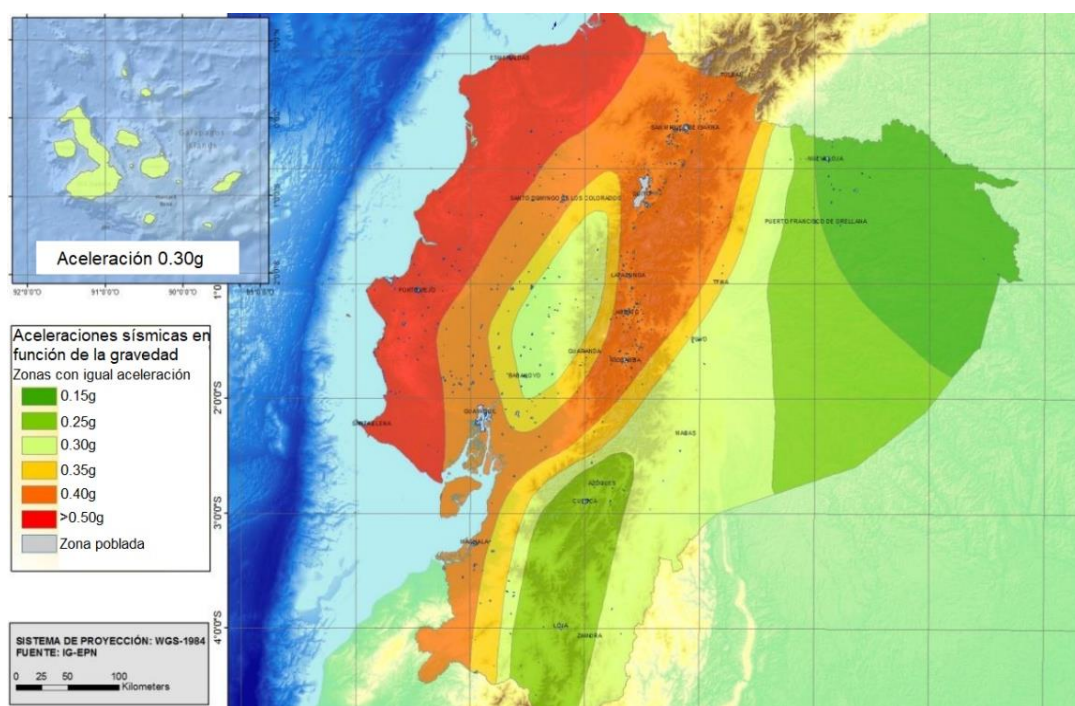 Aceleración 0.30g
92°0'0"O
91°0'0"O
90°0'0"O
Aceleraciones sísmicas en
función de la gravedad
Zonas con igual aceleración
0.15g
0.25g
0.30g
0.35g
0.40g
>0.50g
Zona poblada
SISTEMA DE PROYECCIÓN: WGS-1984
FUENTE: IG-EPN
0 25 50 100
Kilometers
2°0'0"S
3°0'0"S
4°0'0"S
ESMERALDAS
NUEVA LOJA
SANTO DOMINGO DE LOS COLORADOS
PUERTO FRANCISCO DE ORELLANA
LATACUNGA
TENA
PORTOVIEJO
AMBATO
PUYO
GUARANDA
RIOBAMBA
BABAHOYO
SANTA ELENA
MACAS
AZOGUES
CUENCA
MACHALA
LOJA
ZAMORA